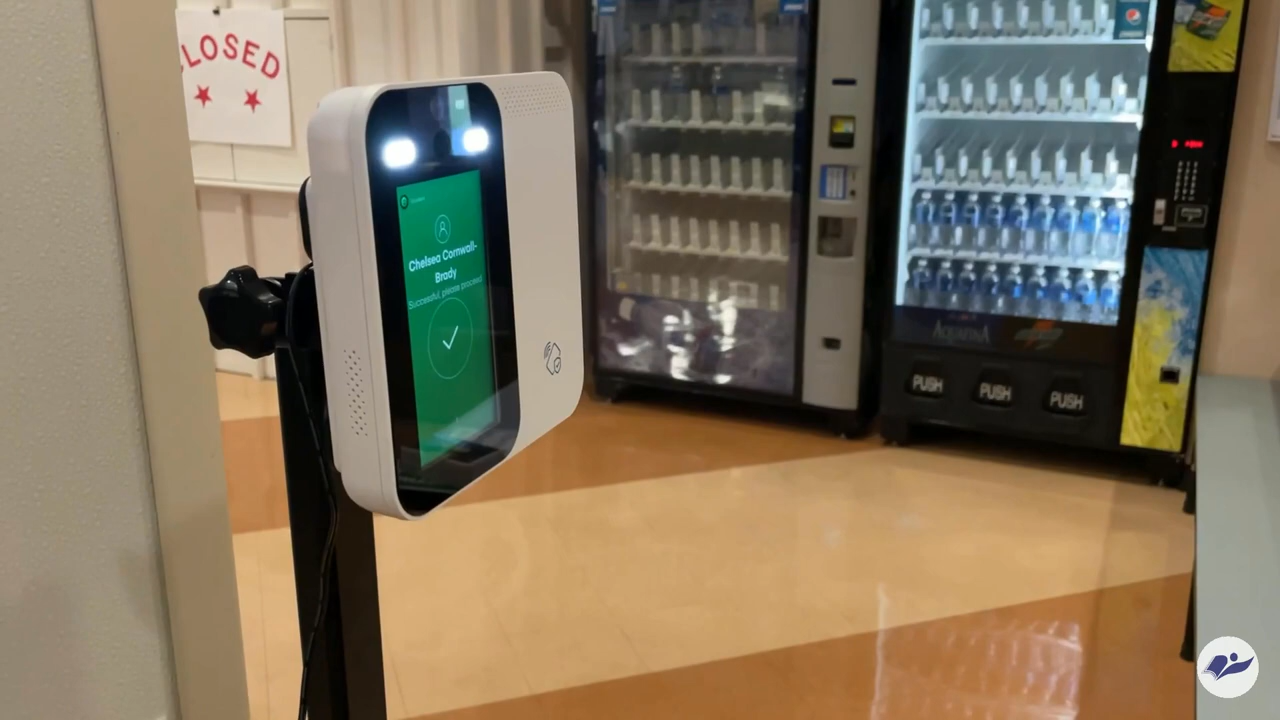 LOSED
Chelsea Cornwall-
Brady
Successful, please proceed
AQUAFINA
PUSH
PUSH
PUSH